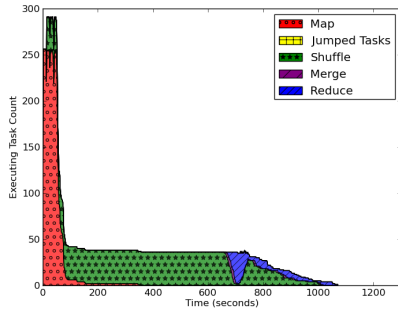 300
250
200
150
100
50
0
Executing Task Count
Map
Jumped Tasks
Shuffle
Merge
Reduce
0 200 400 600 800 1000 1200
Time (seconds)